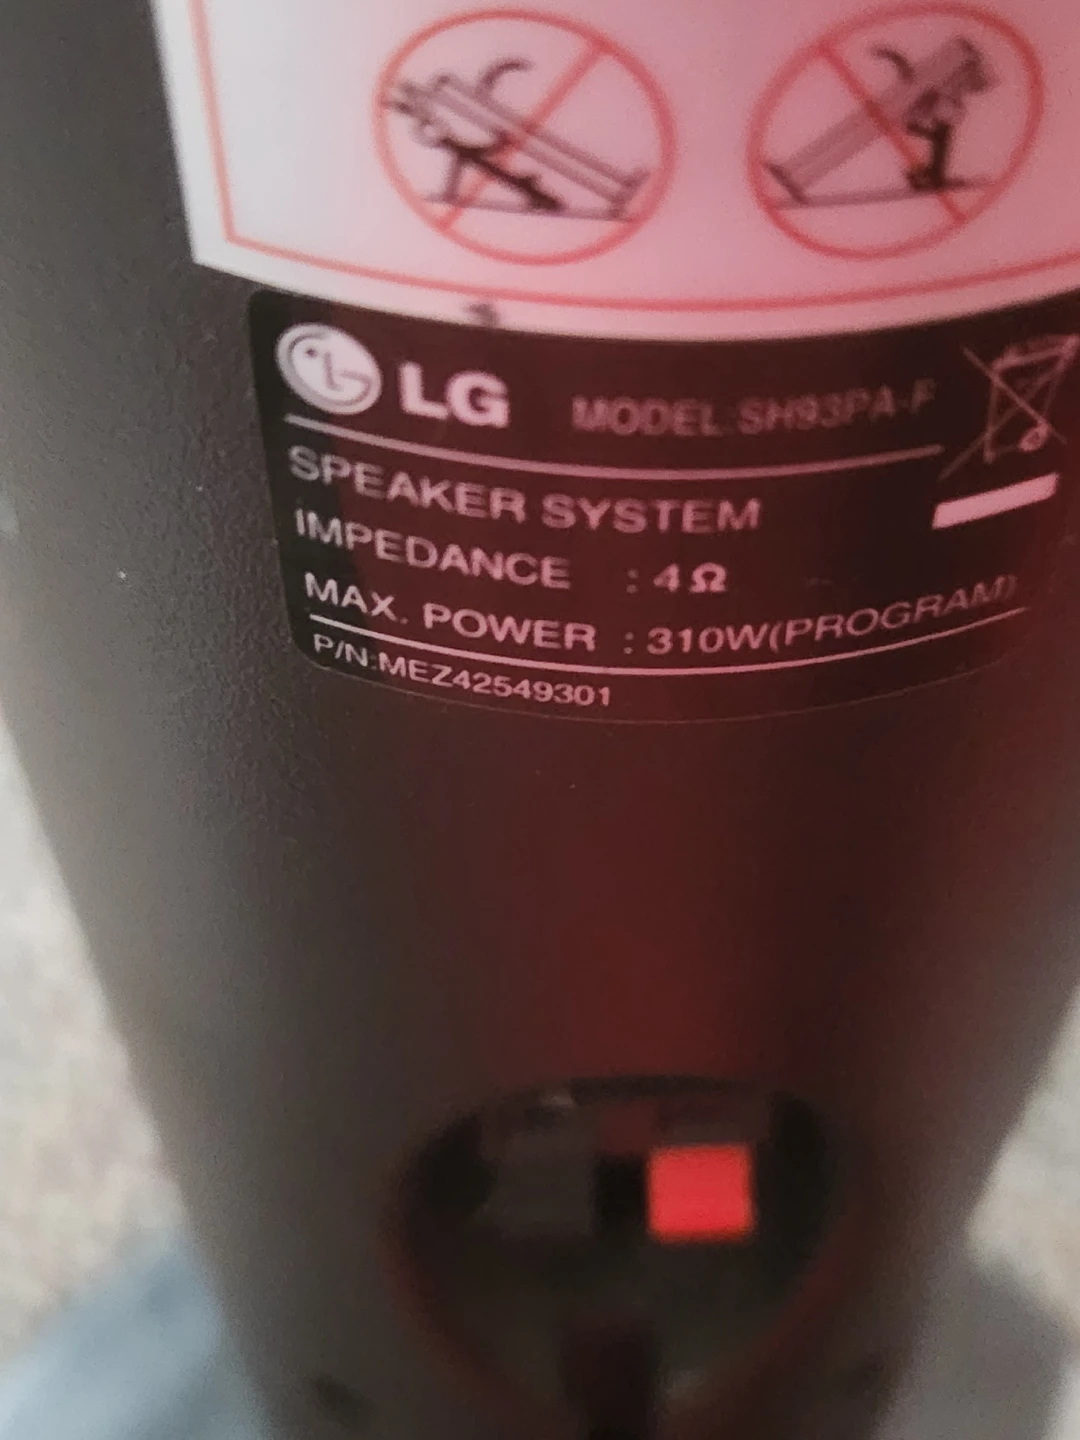 LG MODEL:SH93PA-F
SPEAKER SYSTEM
IMPEDANCE : 4Ω
MAX. POWER : 310W(PROGRAM)
P/N:MEZ42549301